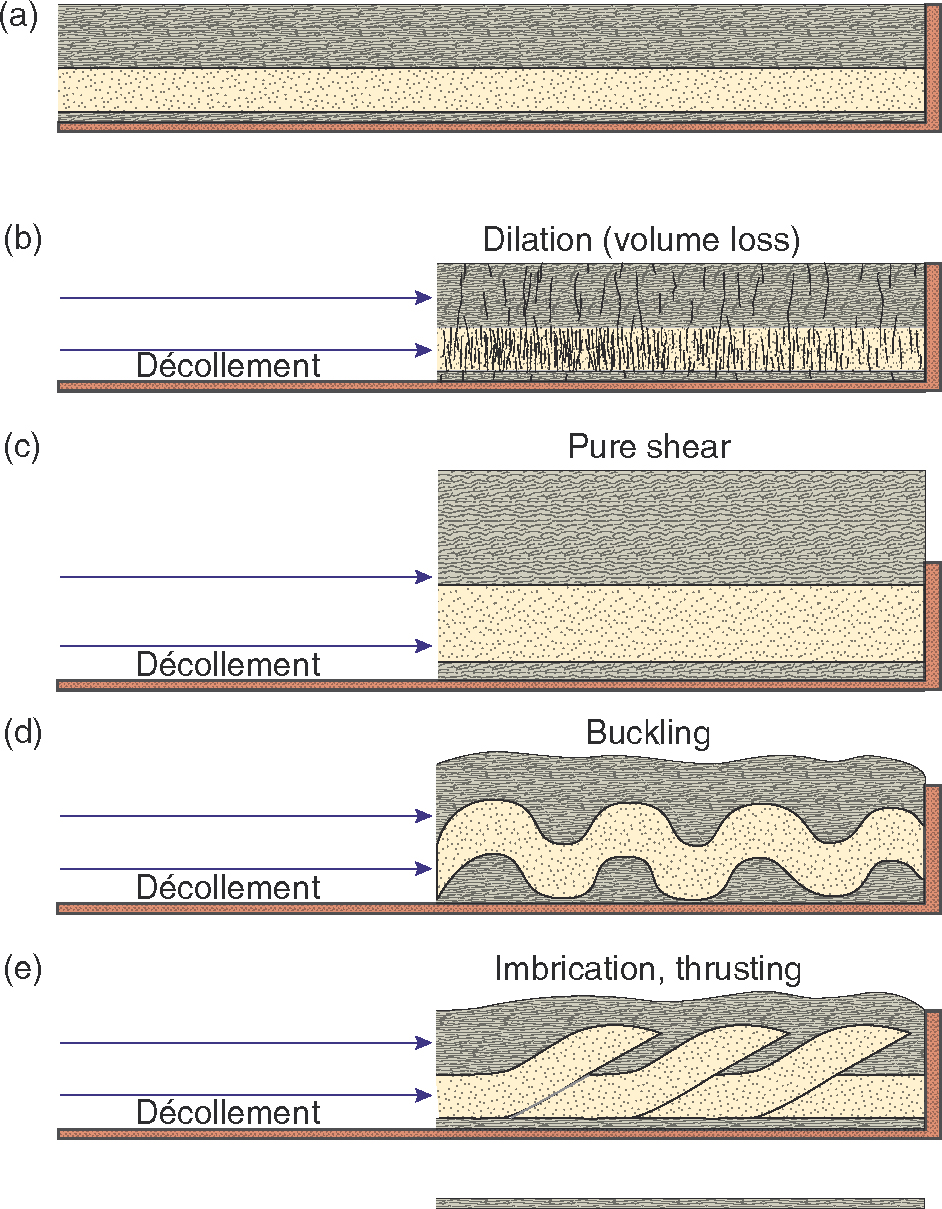 (a)
(b)
Dilation (volume loss)
Décollement
(c)
Pure shear
Décollement
(d)
Buckling
Décollement
(e)
Imbrication, thrusting
Décollement